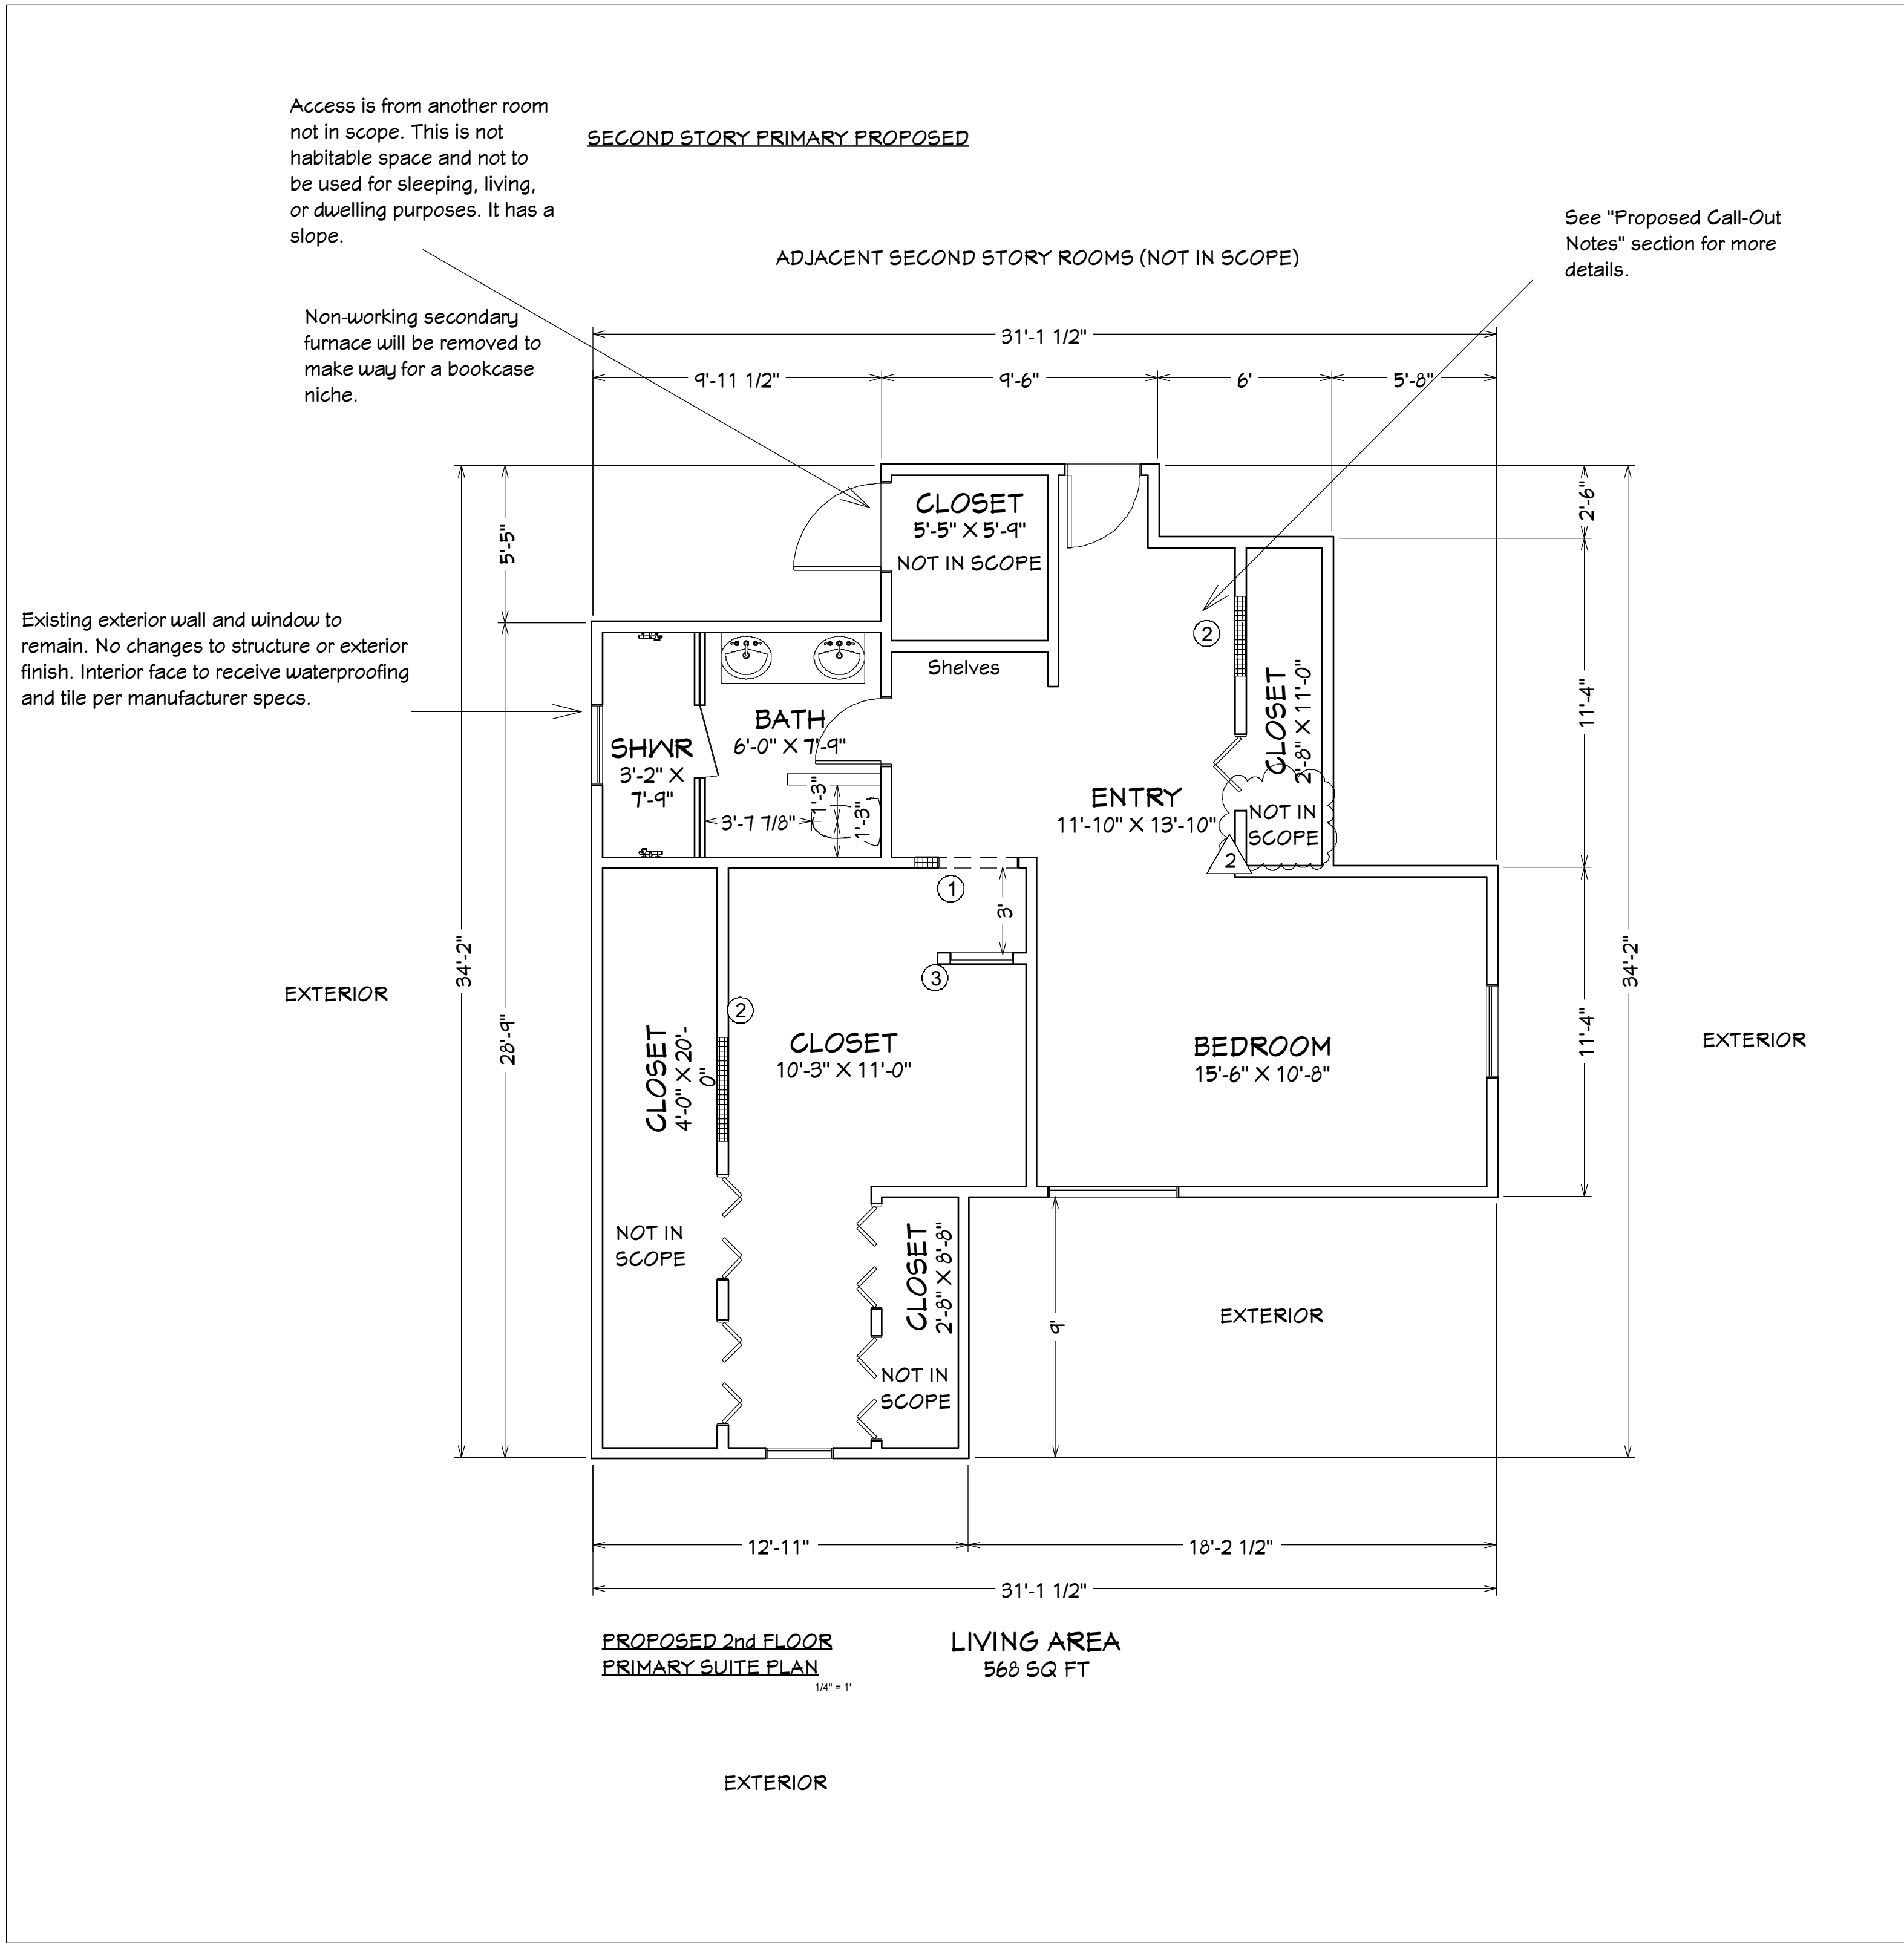 Access is from another room
not in scope. This is not
habitable space and not to
be used for sleeping, living,
or dwelling purposes. It has a
slope.
SECOND STORY PRIMARY PROPOSED
See "Proposed Call-Out
Notes" section for more
details.
ADJACENT SECOND STORY ROOMS (NOT IN SCOPE)
Non-working secondary
furnace will be removed to
make way for a bookcase
niche.
31'-1 1/2"
9'-11 1/2"
9'-6"
6'
5'-8"
CLOSET
5'-5" X 5'-9"
NOT IN SCOPE
2'-6"
5'-5"
Existing exterior wall and window to
remain. No changes to structure or exterior
finish. Interior face to receive waterproofing
and tile per manufacturer specs.
2
Shelves
CLOSET
2'-8" X 11'-0"
11'-4"
BATH
6'-0" X 7'-9"
SHWR
3'-2" X
7'-9"
1'-3"
3'-7 7/8"
1'-3"
ENTRY
11'-10" X 13'-10"
NOT IN
SCOPE
2
1
3'
34'-2"
34'-2"
3
EXTERIOR
2
28'-9"
CLOSET
4'-0" X 20'-
0"
CLOSET
10'-3" X 11'-0"
BEDROOM
15'-6" X 10'-8"
11'-4"
EXTERIOR
NOT IN
SCOPE
CLOSET
2'-8" X 8'-8"
NOT IN
SCOPE
9'
EXTERIOR
12'-11"
18'-2 1/2"
31'-1 1/2"
PROPOSED 2nd FLOOR
PRIMARY SUITE PLAN
1/4" = 1'
LIVING AREA
568 SQ FT
EXTERIOR